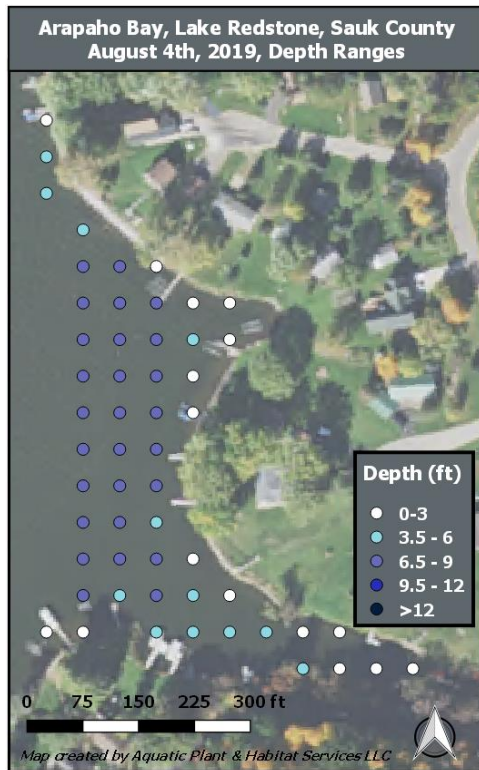 Arapaho Bay, Lake Redstone, Sauk County
August 4th, 2019, Depth Ranges
Depth (ft)
0-3
3.5 - 6
6.5 - 9
9.5 - 12
>12
0 75 150 225 300 ft
Map created by Aquatic Plant & Habitat Services LLC